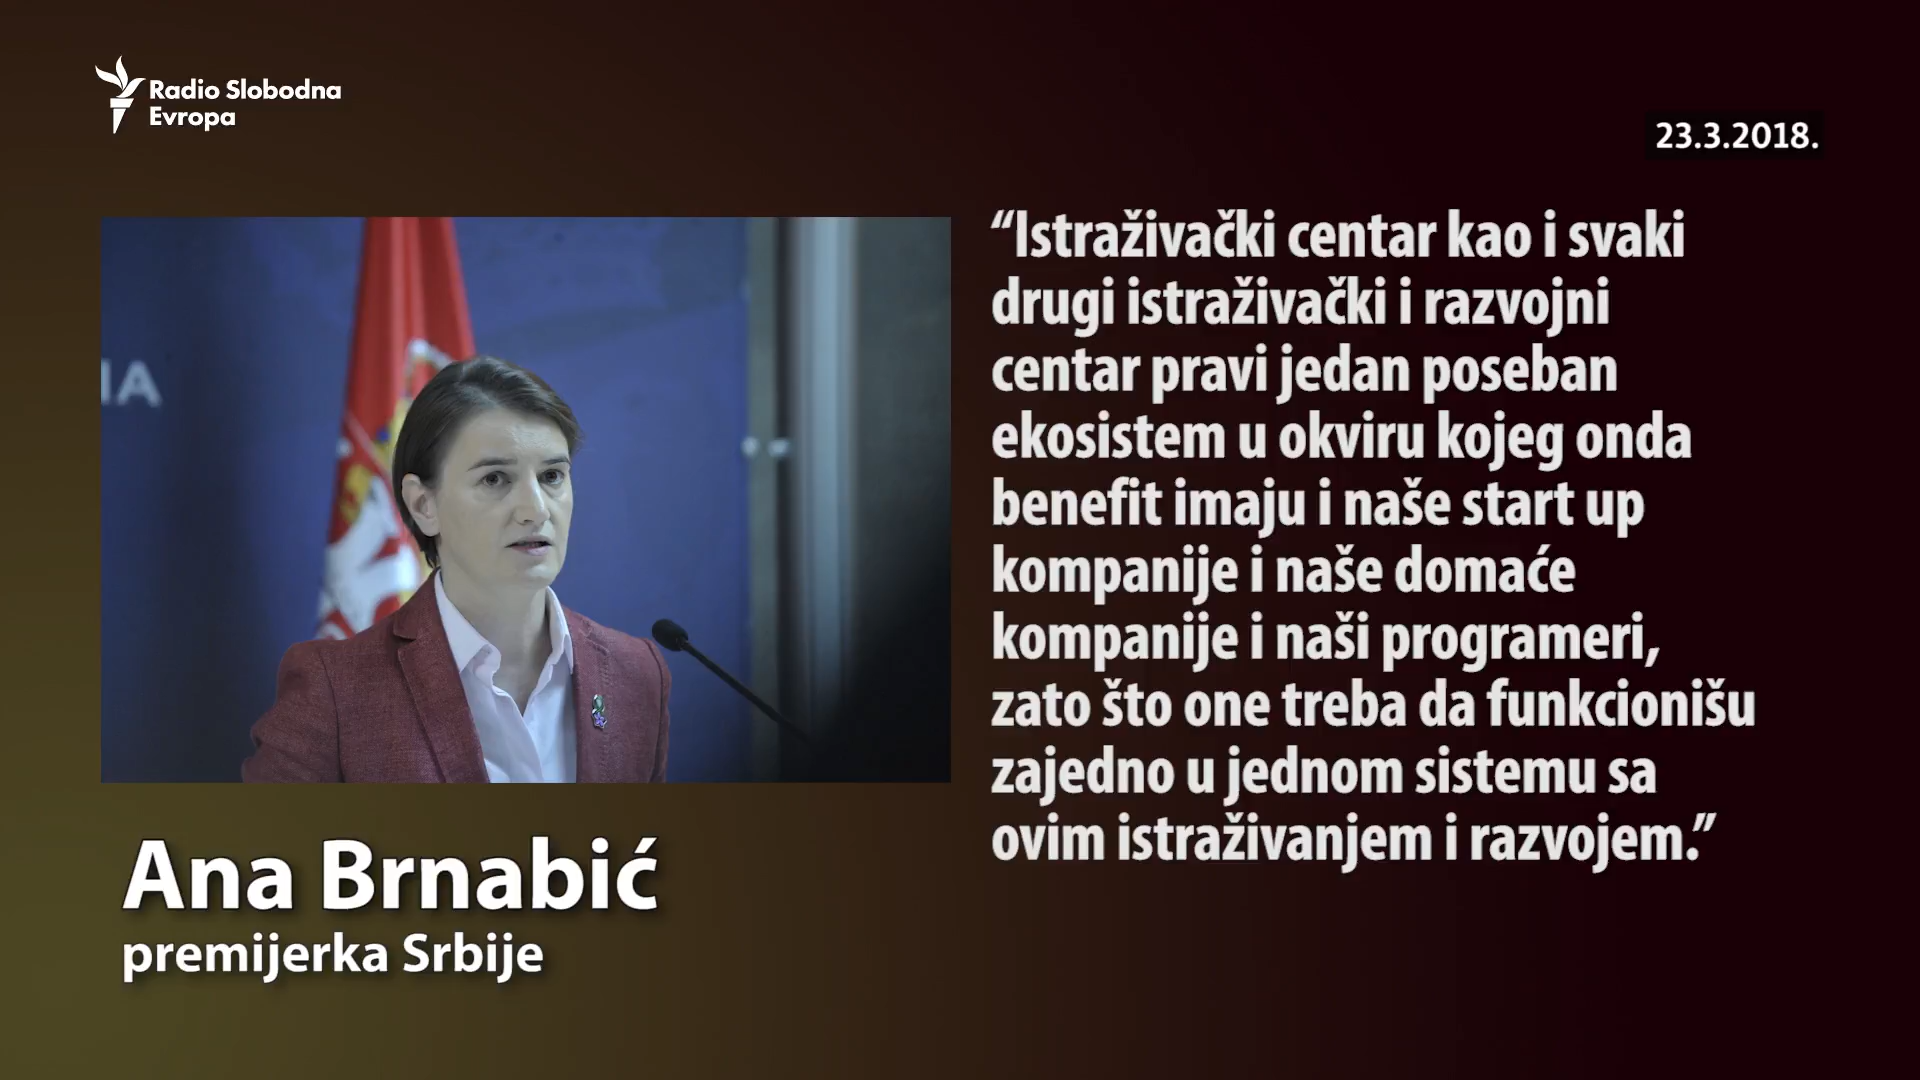 Radio Slobodna
Evropa
23.3.2018.
IA
“Istraživački centar kao i svaki
drugi istraživački i razvojni
centar pravi jedan poseban
ekosistem u okviru kojeg onda
benefit imaju i naše start up
kompanije i naše domaće
kompanije i naši programeri,
zato što one treba da funkcionišu
zajedno u jednom sistemu sa
ovim istraživanjem i razvojem.”
Ana Brnabić
premijerka Srbije